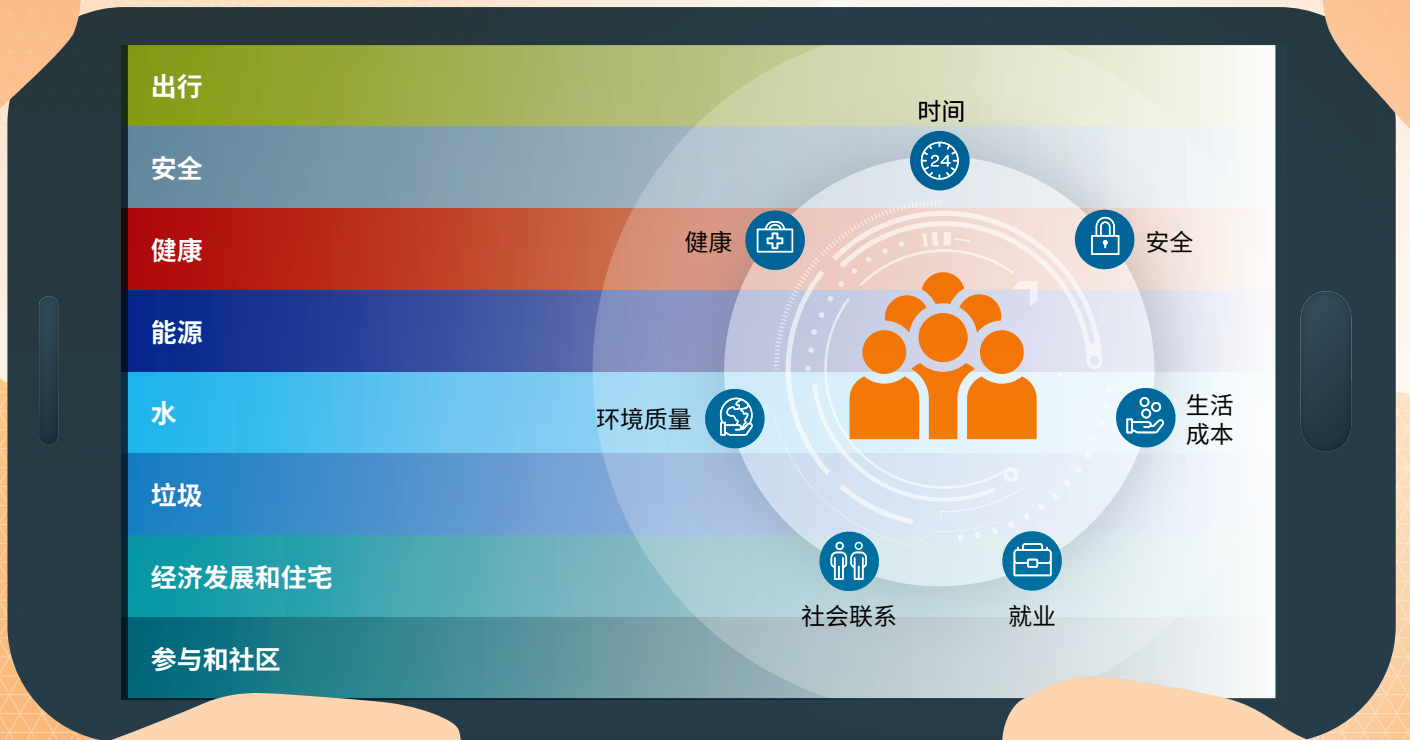 出行
安全
健康
能源
水
垃圾
经济发展和住宅
参与和社区
时间
24
健康
安全
环境质量
生活
成本
社会联系
就业